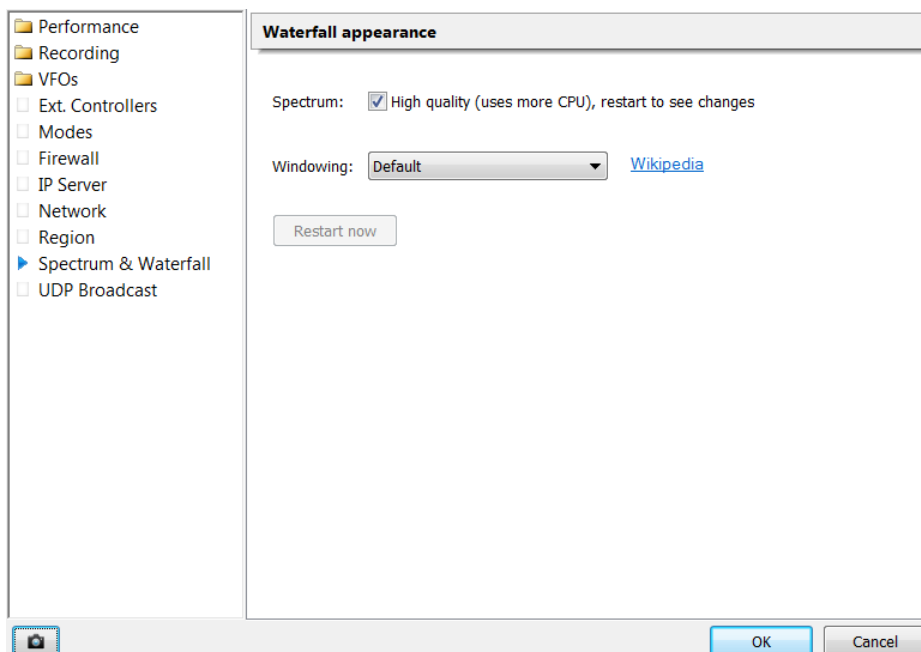 Performance
Recording
VFOs
Ext. Controllers
Modes
Firewall
IP Server
Network
Region
Spectrum & Waterfall
UDP Broadcast
Waterfall appearance
Spectrum: High quality (uses more CPU), restart to see changes
Windowing: Default Wikipedia
Restart now
OK Cancel